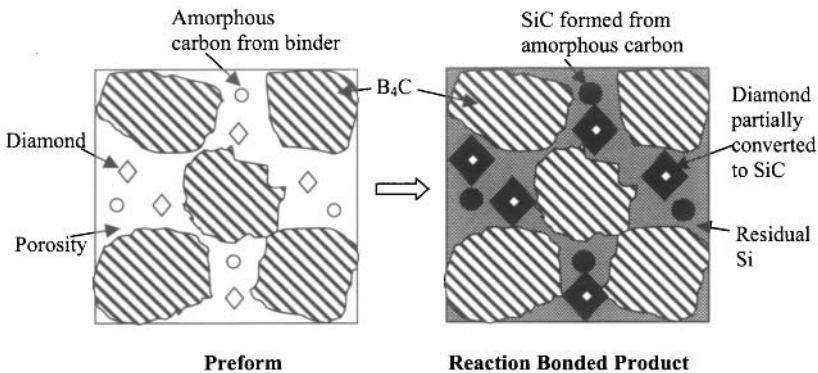 Amorphous
carbon from binder
SiC formed from
amorphous carbon
B₄C
Diamond
Diamond
partially
converted
to SiC
Porosity
Residual
Si
Preform
Reaction Bonded Product